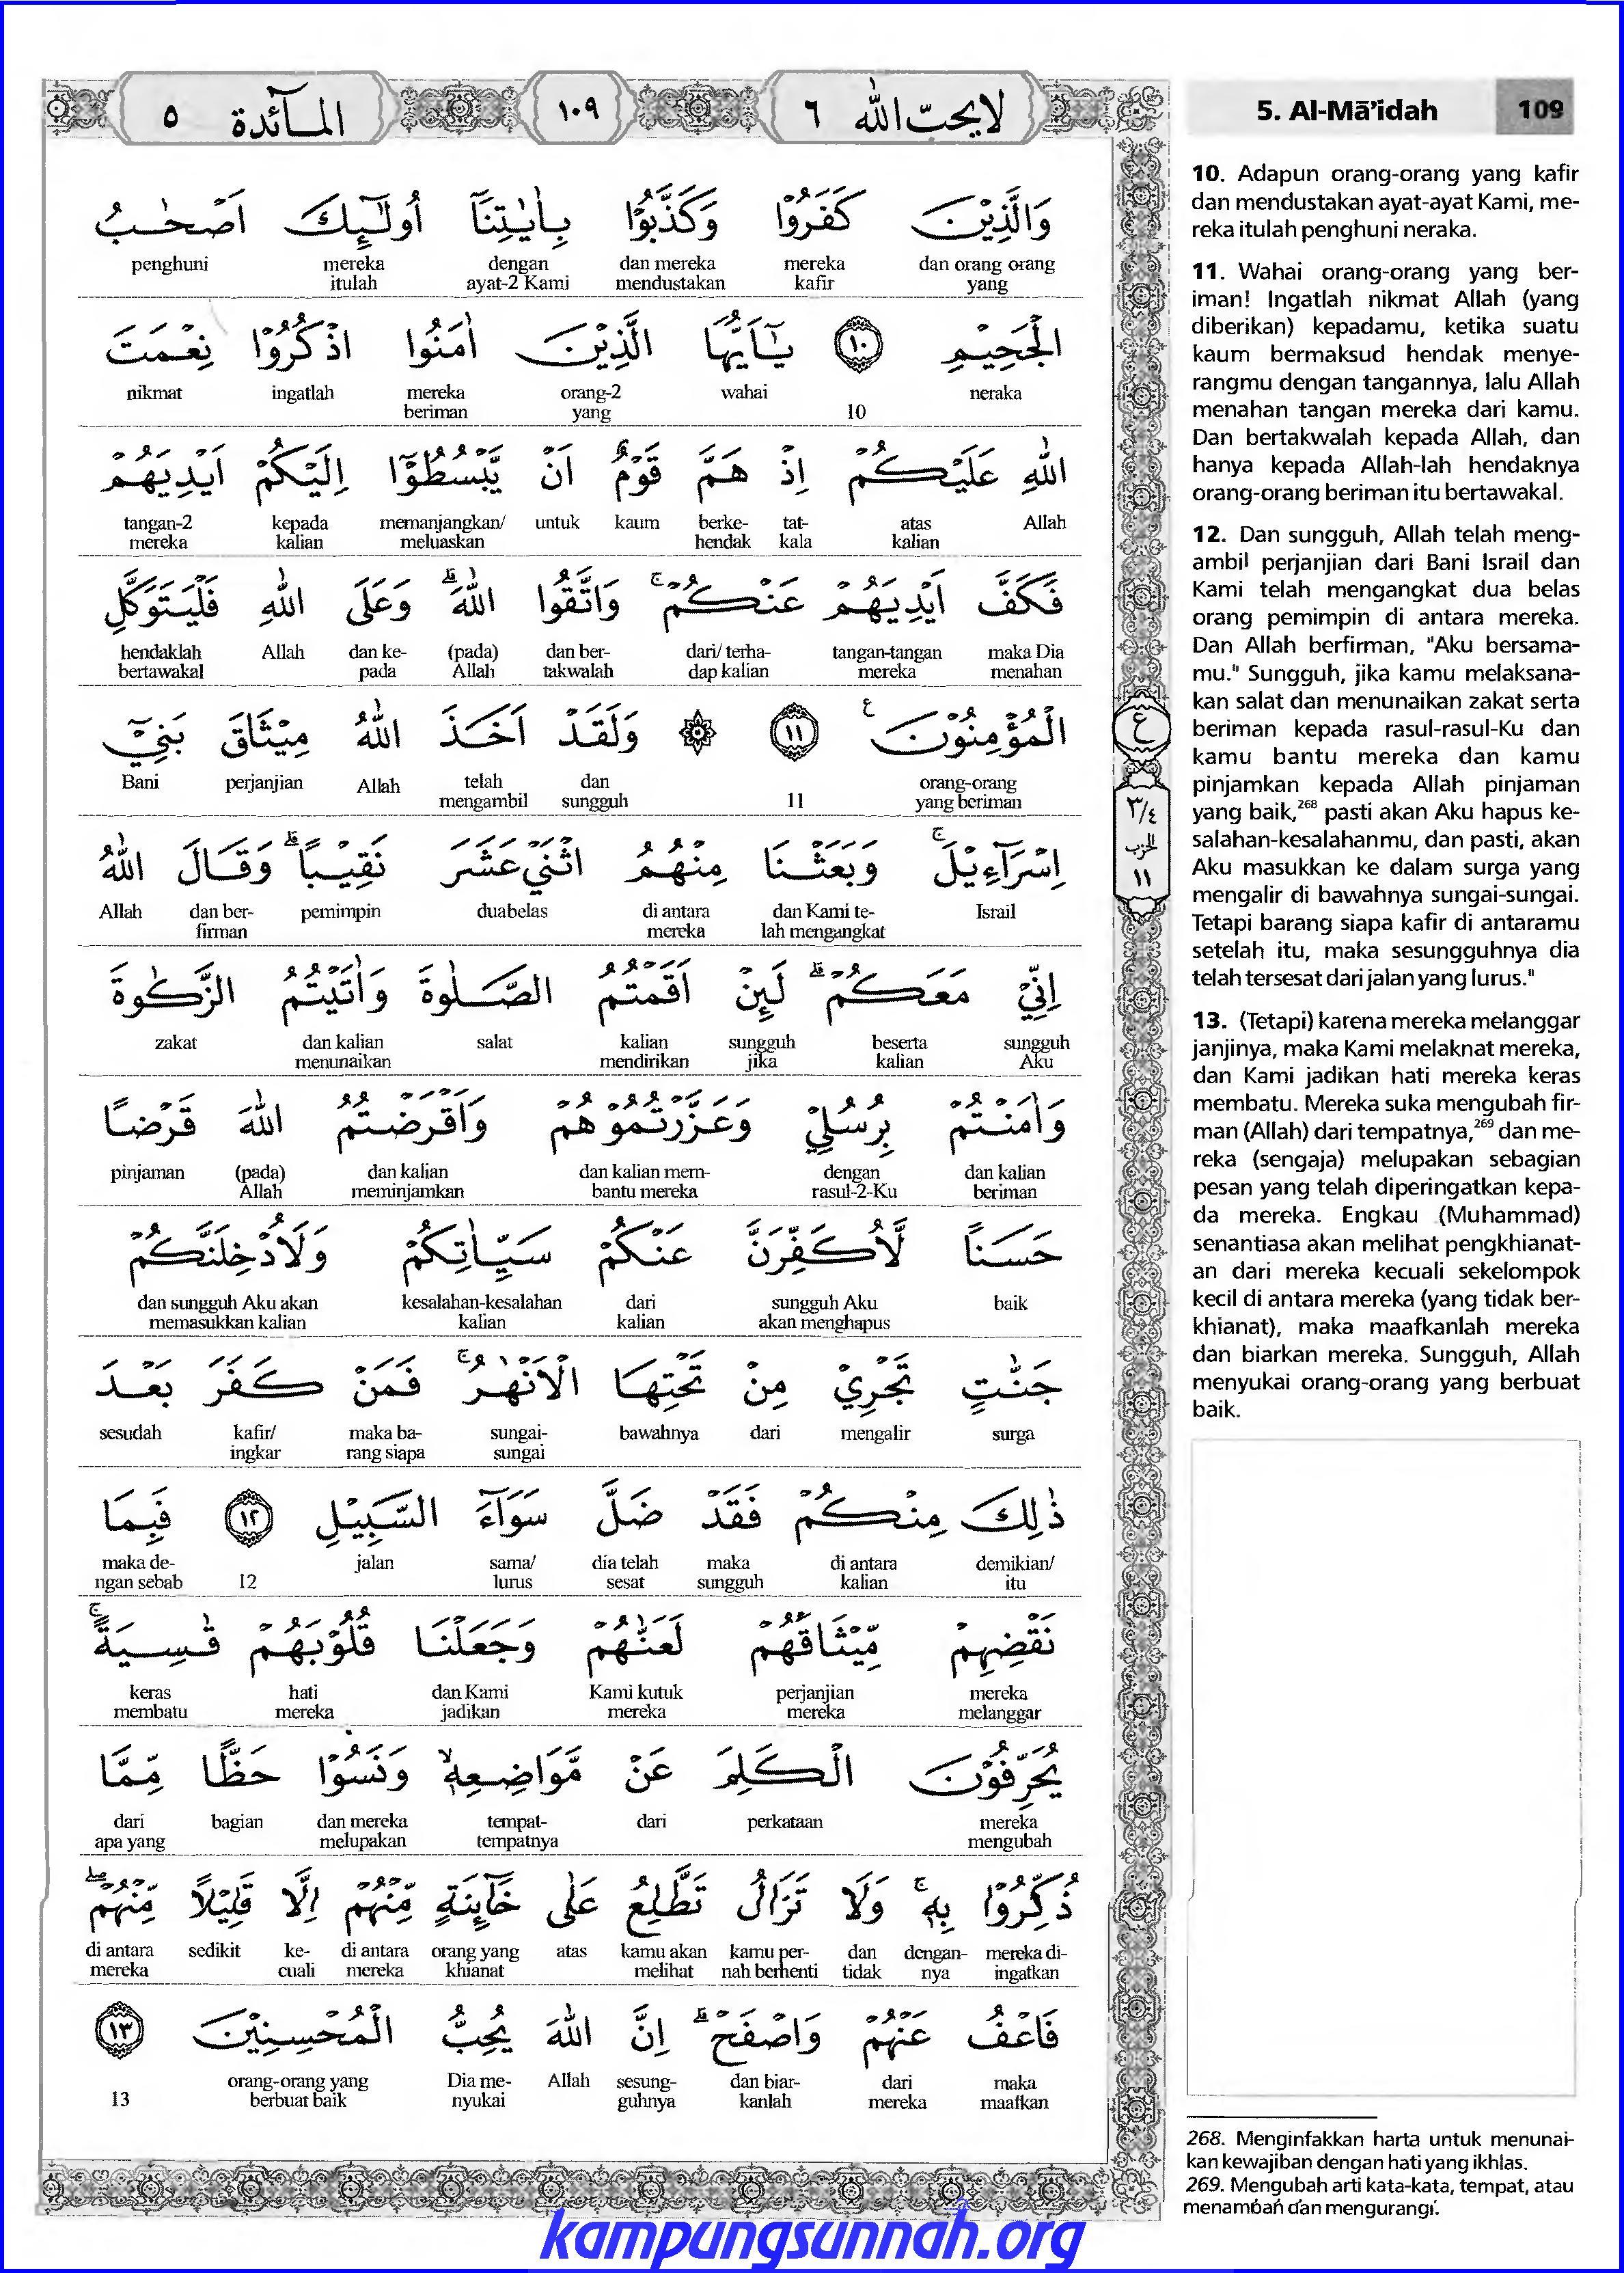 المـآئدة ٥
١٠٩
لايحبّ الله ٦
5. Al-Mā'idah 109
وَالَّذِيْنَ كَفَرُوْا وَكَذَّبُوْا بِاٰيٰتِنَآ اُولٰۤىِٕكَ اَصْحٰبُ
dan orang orang yang | mereka kafir | dan mereka mendustakan | dengan ayat-2 Kami | mereka itulah | penghuni
الْجَحِيْمِ ١٠ يٰٓاَيُّهَا الَّذِيْنَ اٰمَنُوا اذْكُرُوْا نِعْمَتَ
neraka | 10 | wahai | orang-2 yang | mereka beriman | ingatlah | nikmat
اللّٰهِ عَلَيْكُمْ اِذْ هَمَّ قَوْمٌ اَنْ يَّبْسُطُوْٓا اِلَيْكُمْ اَيْدِيَهُمْ
Allah | atas kalian | tat-kala | berke-hendak | kaum | untuk | memanjangkan/ meluaskan | kepada kalian | tangan-2 mereka
فَكَفَّ اَيْدِيَهُمْ عَنْكُمْۚ وَاتَّقُوا اللّٰهَ ۗ وَعَلَى اللّٰهِ فَلْيَتَوَكَّلِ
maka Dia menahan | tangan-tangan mereka | dari/ terha-dap kalian | dan ber-takwalah | (pada) Allah | dan ke-pada | Allah | hendaklah bertawakal
الْمُؤْمِنُوْنَ ࣖ ١١ ۞ وَلَقَدْ اَخَذَ اللّٰهُ مِيْثَاقَ بَنِيْٓ
orang-orang yang beriman | 11 | dan sungguh | telah mengambil | Allah | perjanjian | Bani
اِسْرَاۤءِيْلَۚ وَبَعَثْنَا مِنْهُمُ اثْنَيْ عَشَرَ نَقِيْبًاۗ وَقَالَ اللّٰهُ
Israil | dan Kami te-lah mengangkat | di antara mereka | duabelas | pemimpin | dan ber-firman | Allah
اِنِّيْ مَعَكُمْ ۗ لَىِٕنْ اَقَمْتُمُ الصَّلٰوةَ وَاٰتَيْتُمُ الزَّكٰوةَ
sungguh Aku | beserta kalian | sungguh jika | kalian mendirikan | salat | dan kalian menunaikan | zakat
وَاٰمَنْتُمْ بِرُسُلِيْ وَعَزَّرْتُمُوْهُمْ وَاَقْرَضْتُمُ اللّٰهَ قَرْضًا
dan kalian beriman | dengan rasul-2-Ku | dan kalian mem-bantu mereka | dan kalian meminjamkan | (pada) Allah | pinjaman
حَسَنًا لَّاُكَفِّرَنَّ عَنْكُمْ سَيِّاٰتِكُمْ وَلَاُدْخِلَنَّكُمْ
baik | sungguh Aku akan menghapus | dari kalian | kesalahan-kesalahan kalian | dan sungguh Aku akan memasukkan kalian
جَنّٰتٍ تَجْرِيْ مِنْ تَحْتِهَا الْاَنْهٰرُۚ فَمَنْ كَفَرَ بَعْدَ
surga | mengalir | dari | bawahnya | sungai-sungai | maka ba-rang siapa | kafir/ ingkar | sesudah
ذٰلِكَ مِنْكُمْ فَقَدْ ضَلَّ سَوَاۤءَ السَّبِيْلِ ١٢ فَبِمَا
demikian/ itu | di antara kalian | maka sungguh | dia telah sesat | sama/ lurus | jalan | 12 | maka de-ngan sebab
نَقْضِهِمْ مِّيْثَاقَهُمْ لَعَنّٰهُمْ وَجَعَلْنَا قُلُوْبَهُمْ قٰسِيَةً ۚ
mereka melanggar | perjanjian mereka | Kami kutuk mereka | dan Kami jadikan | hati mereka | keras membatu
يُحَرِّفُوْنَ الْكَلِمَ عَنْ مَّوَاضِعِهٖۙ وَنَسُوْا حَظًّا مِّمَّا
mereka mengubah | perkataan | dari | tempat-tempatnya | dan mereka melupakan | bagian | dari apa yang
ذُكِّرُوْا بِهٖۚ وَلَا تَزَالُ تَطَّلِعُ عَلٰى خَاۤىِٕنَةٍ مِّنْهُمْ اِلَّا قَلِيْلًا مِّنْهُمْ ۖ
mereka di-ingatkan | dengan-nya | dan tidak | kamu per-nah berhenti | kamu akan melihat | atas | orang yang khianat | di antara mereka | ke-cuali | sedikit | di antara mereka
فَاعْفُ عَنْهُمْ وَاصْفَحْ ۗ اِنَّ اللّٰهَ يُحِبُّ الْمُحْسِنِيْنَ ١٣
maka maafkan | dari mereka | dan biar-kanlah | sesung-guhnya | Allah | Dia me-nyukai | orang-orang yang berbuat baik | 13
ع
٣/٤
الحزب
١١
10. Adapun orang-orang yang kafir
dan mendustakan ayat-ayat Kami, me-
reka itulah penghuni neraka.
11. Wahai orang-orang yang ber-
iman! Ingatlah nikmat Allah (yang
diberikan) kepadamu, ketika suatu
kaum bermaksud hendak menye-
rangmu dengan tangannya, lalu Allah
menahan tangan mereka dari kamu.
Dan bertakwalah kepada Allah, dan
hanya kepada Allah-lah hendaknya
orang-orang beriman itu bertawakal.
12. Dan sungguh, Allah telah meng-
ambil perjanjian dari Bani Israil dan
Kami telah mengangkat dua belas
orang pemimpin di antara mereka.
Dan Allah berfirman, "Aku bersama-
mu." Sungguh, jika kamu melaksana-
kan salat dan menunaikan zakat serta
beriman kepada rasul-rasul-Ku dan
kamu bantu mereka dan kamu
pinjamkan kepada Allah pinjaman
yang baik,268 pasti akan Aku hapus ke-
salahan-kesalahanmu, dan pasti, akan
Aku masukkan ke dalam surga yang
mengalir di bawahnya sungai-sungai.
Tetapi barang siapa kafir di antaramu
setelah itu, maka sesungguhnya dia
telah tersesat dari jalan yang lurus."
13. (Tetapi) karena mereka melanggar
janjinya, maka Kami melaknat mereka,
dan Kami jadikan hati mereka keras
membatu. Mereka suka mengubah fir-
man (Allah) dari tempatnya,269 dan me-
reka (sengaja) melupakan sebagian
pesan yang telah diperingatkan kepa-
da mereka. Engkau (Muhammad)
senantiasa akan melihat pengkhianat-
an dari mereka kecuali sekelompok
kecil di antara mereka (yang tidak ber-
khianat), maka maafkanlah mereka
dan biarkan mereka. Sungguh, Allah
menyukai orang-orang yang berbuat
baik.
268. Menginfakkan harta untuk menunai-
kan kewajiban dengan hati yang ikhlas.
269. Mengubah arti kata-kata, tempat, atau
menambah dan mengurangi.
kampungsunnah.org